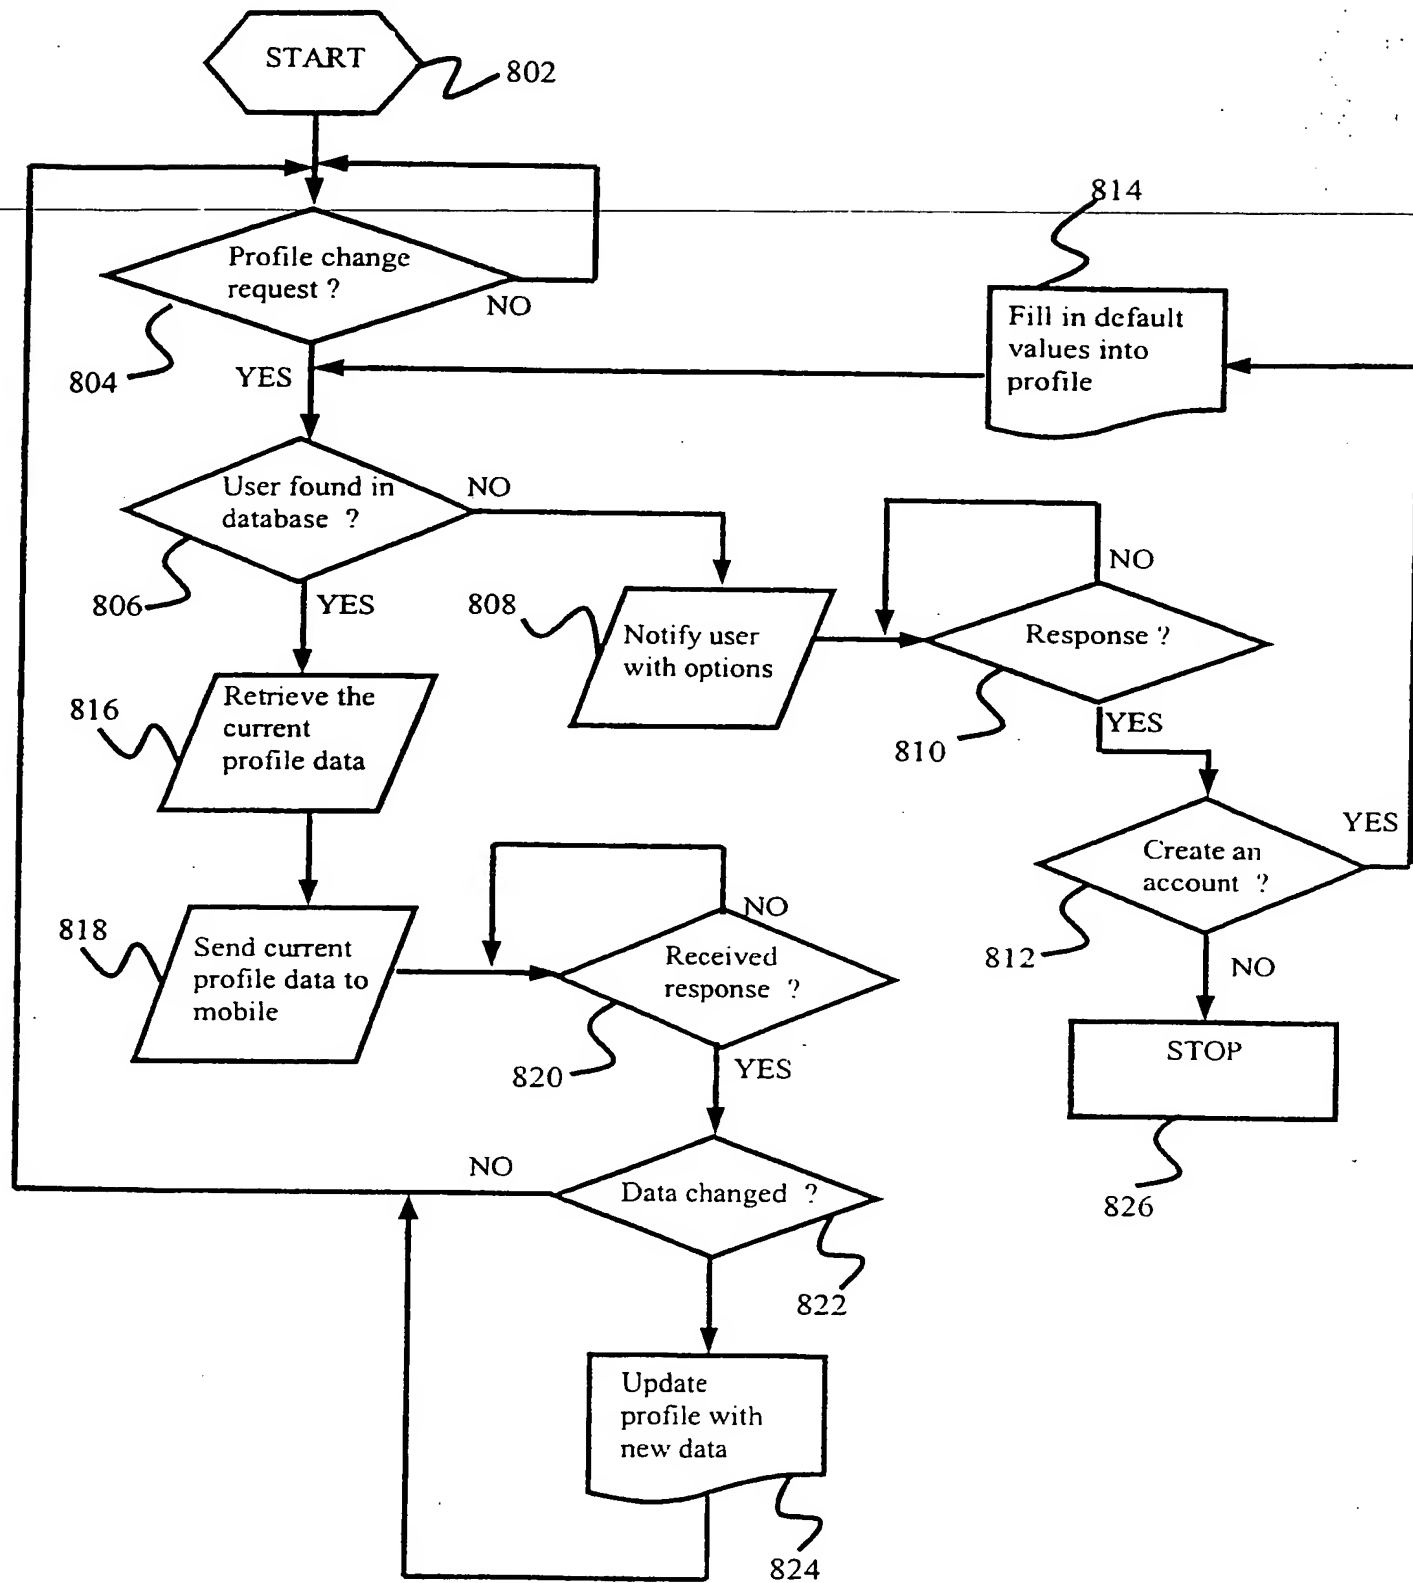 START
802
814
Profile change
request ?
NO
804
YES
Fill in default
values into
profile
User found in
database ?
NO
806
YES
808
Notify user
with options
NO
Response ?
810
YES
816
Retrieve the
current
profile data
Create an
account ?
YES
812
NO
STOP
826
818
Send current
profile data to
mobile
NO
Received
response ?
820
YES
NO
Data changed ?
822
Update
profile with
new data
824